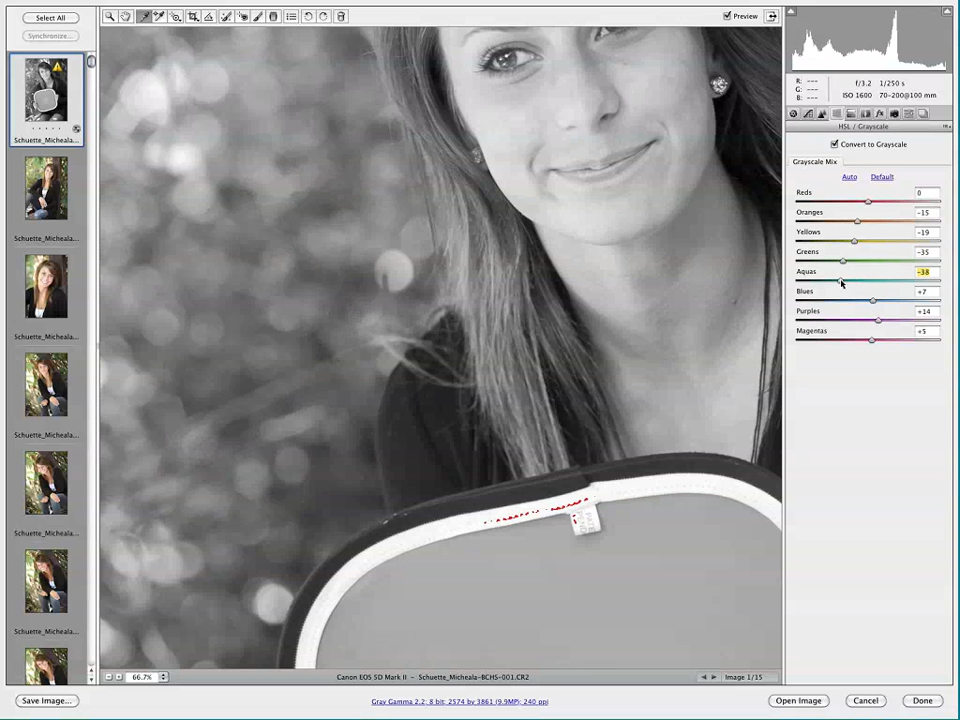 Select All
Synchronize...
Preview
R: ---
G: ---
B: ---
f/3.2 1/250 s
ISO 1600 70-200@100 mm
HSL / Grayscale
Convert to Grayscale
Grayscale Mix
Auto Default
Reds 0
Oranges -15
Yellows -19
Greens -35
Aquas -38
Blues +7
Purples +14
Magentas +5
Schuette_Micheala...
Schuette_Micheala...
Schuette_Micheala...
Schuette_Micheala...
Schuette_Micheala...
Schuette_Micheala...
66.7%
Canon EOS 5D Mark II - Schuette_Micheala-BCHS-001.CR2
Image 1/15
Save Image...
Gray Gamma 2.2; 8 bit; 2574 by 3861 (9.9MP); 240 ppi
Open Image
Cancel
Done